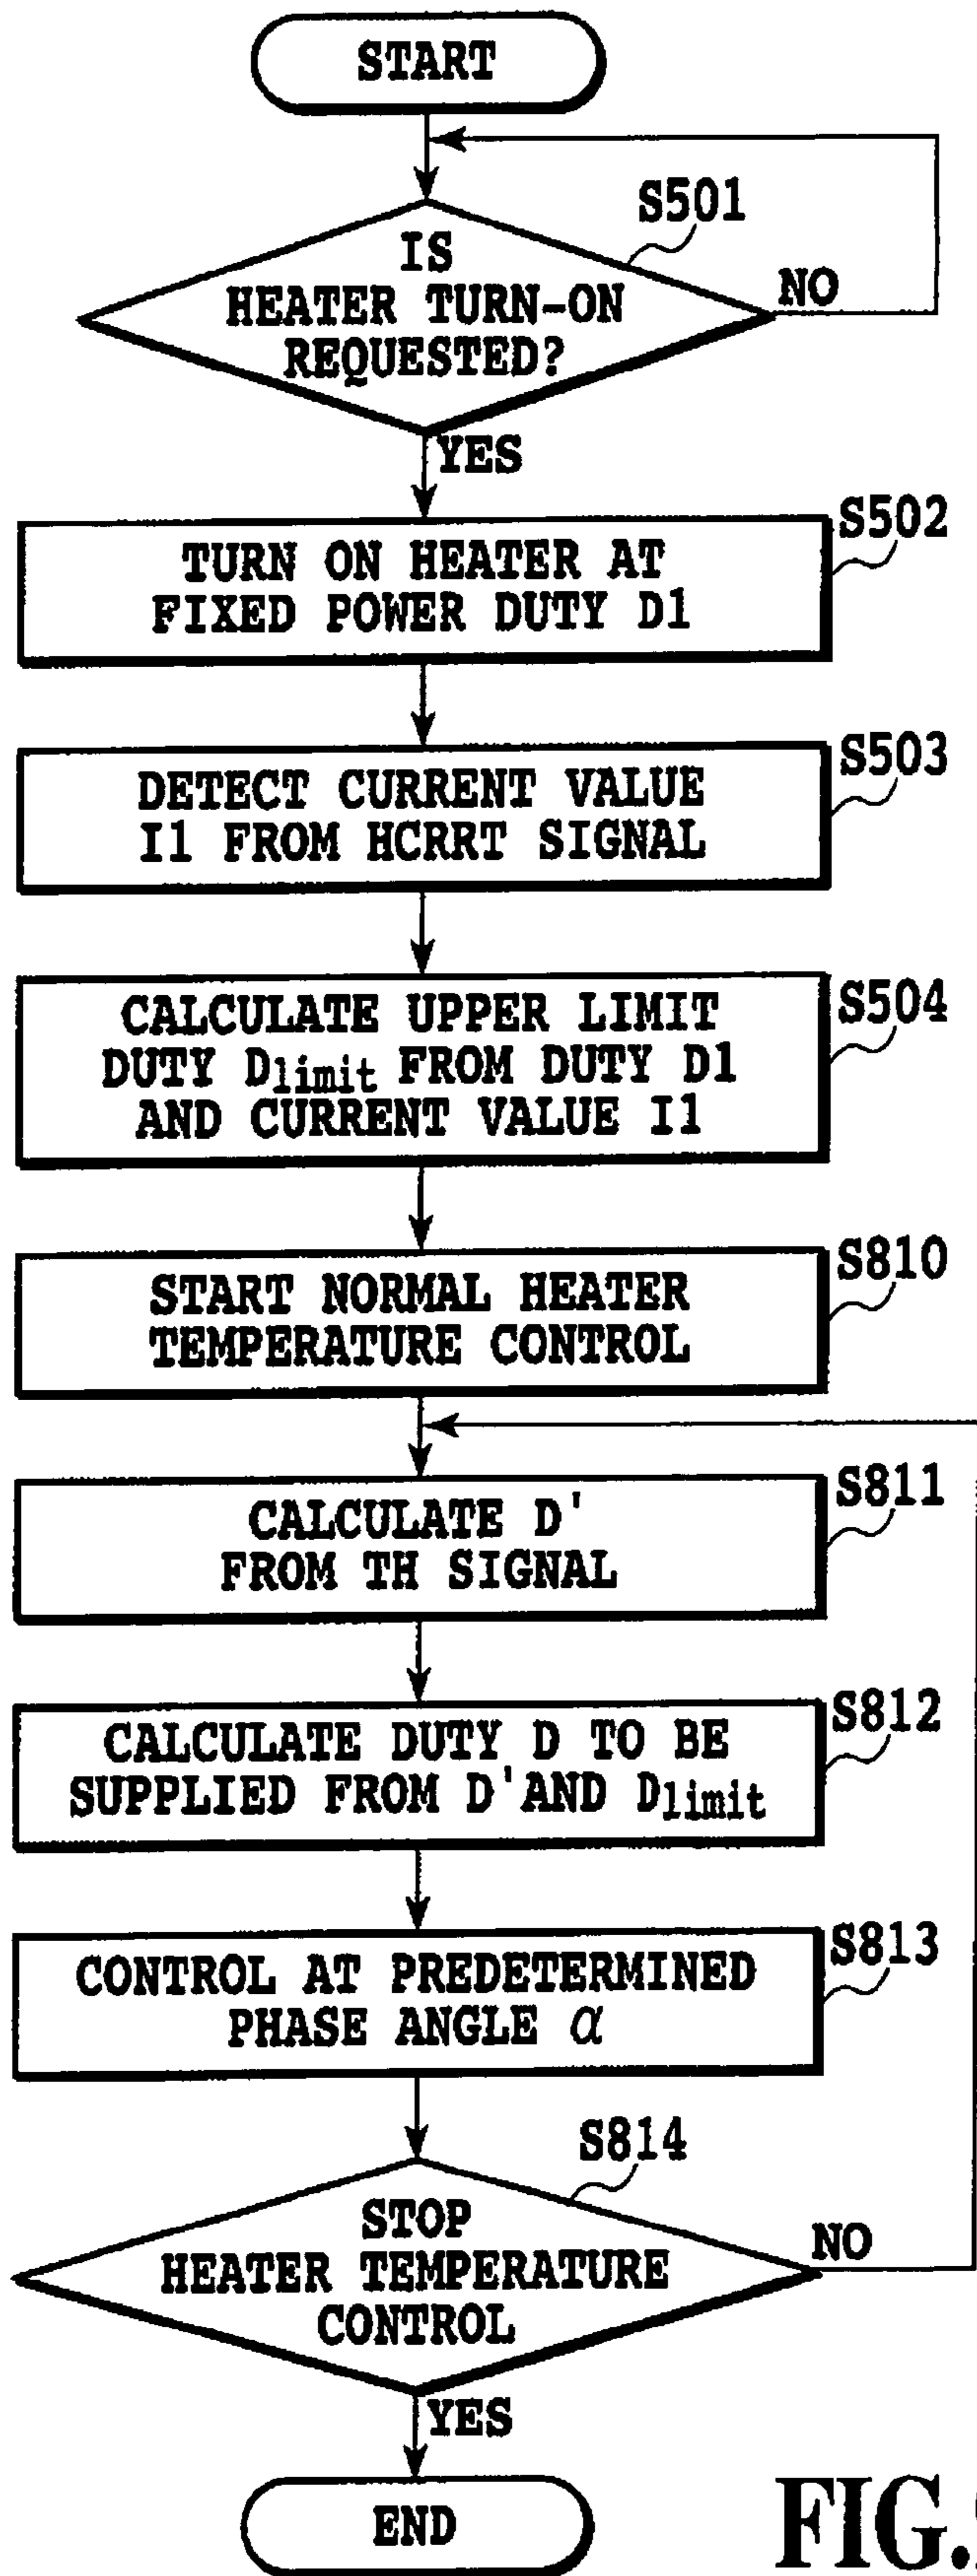 START
S501
IS
HEATER TURN-ON
REQUESTED?
NO
YES
S502
TURN ON HEATER AT
FIXED POWER DUTY D1
S503
DETECT CURRENT VALUE
I1 FROM HCRRT SIGNAL
S504
CALCULATE UPPER LIMIT
DUTY Dlimit FROM DUTY D1
AND CURRENT VALUE I1
S810
START NORMAL HEATER
TEMPERATURE CONTROL
S811
CALCULATE D'
FROM TH SIGNAL
S812
CALCULATE DUTY D TO BE
SUPPLIED FROM D'AND Dlimit
S813
CONTROL AT PREDETERMINED
PHASE ANGLE α
S814
STOP
HEATER TEMPERATURE
CONTROL
NO
YES
END
FIG.